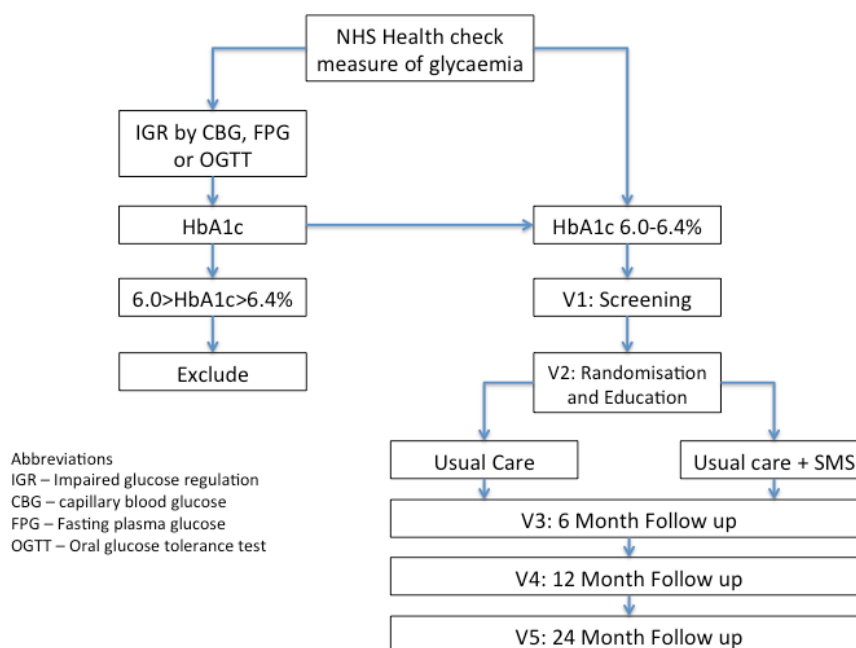 NHS Health check
measure of glycaemia
IGR by CBG, FPG
or OGTT
HbA1c
HbA1c 6.0-6.4%
6.0>HbA1c>6.4%
V1: Screening
Exclude
V2: Randomisation
and Education
Usual Care
Usual care + SMS
V3: 6 Month Follow up
V4: 12 Month Follow up
V5: 24 Month Follow up
Abbreviations
IGR – Impaired glucose regulation
CBG – capillary blood glucose
FPG – Fasting plasma glucose
OGTT – Oral glucose tolerance test